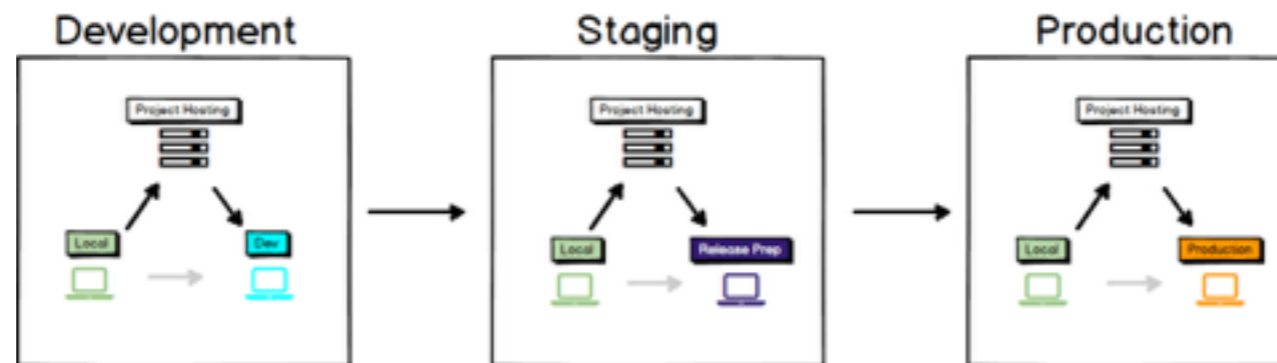 Development
Staging
Production
Project Hosting
Project Hosting
Project Hosting
Local
Dev
Local
Release Prep
Local
Production